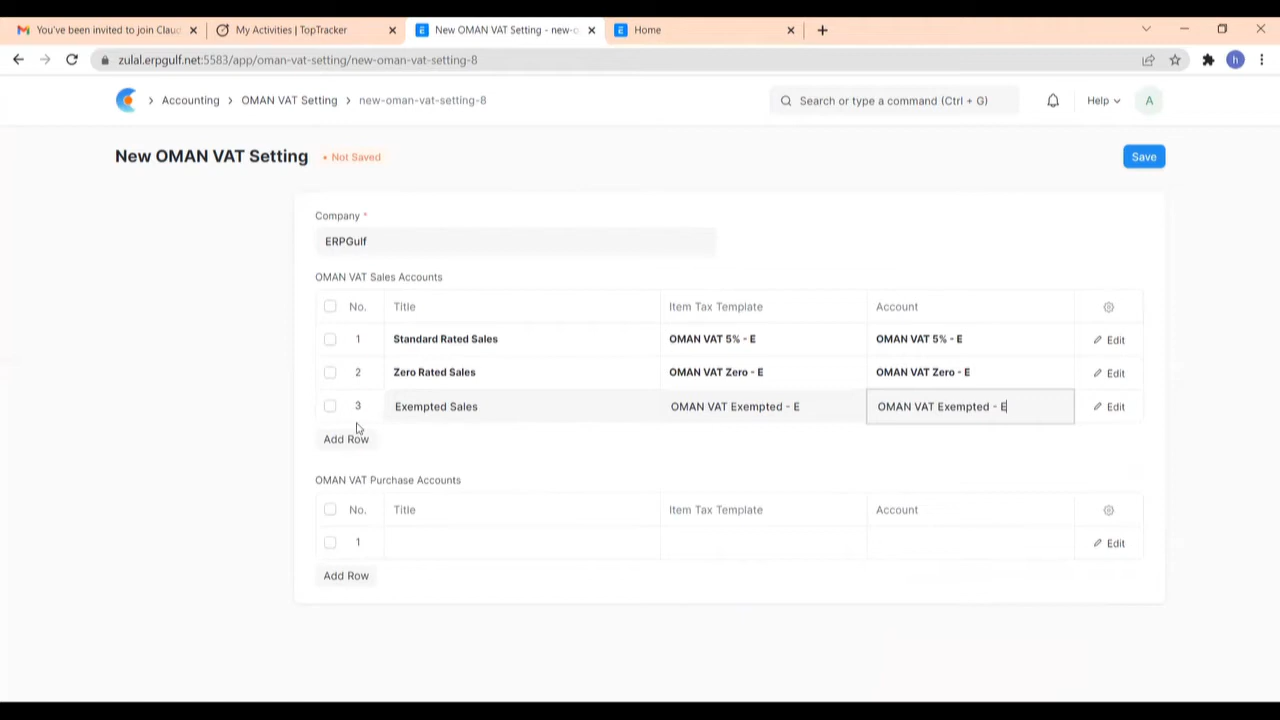 You've been invited to join Clau
My Activities | TopTracker
New OMAN VAT Setting - new-o
Home
zulal.erpgulf.net:5583/app/oman-vat-setting/new-oman-vat-setting-8
h
Accounting
OMAN VAT Setting
new-oman-vat-setting-8
Search or type a command (Ctrl + G)
Help
A
New OMAN VAT Setting
• Not Saved
Save
Company *
ERPGulf
OMAN VAT Sales Accounts
No. Title Item Tax Template Account
1 Standard Rated Sales OMAN VAT 5% - E OMAN VAT 5% - E Edit
2 Zero Rated Sales OMAN VAT Zero - E OMAN VAT Zero - E Edit
3 Exempted Sales OMAN VAT Exempted - E OMAN VAT Exempted - E Edit
Add Row
OMAN VAT Purchase Accounts
No. Title Item Tax Template Account
1 Edit
Add Row